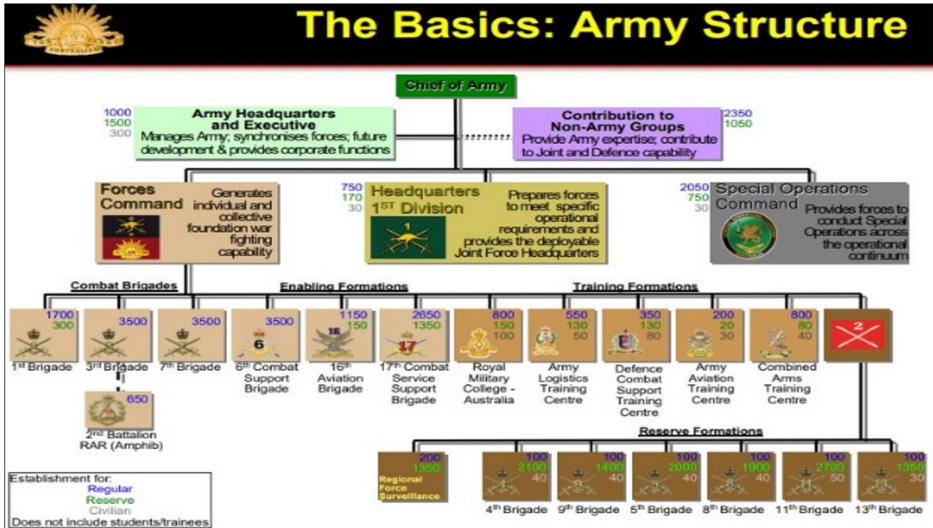 The Basics: Army Structure
AUSTRALIAN
Chief of Army
1000
1500
300
Army Headquarters
and Executive
Manages Army; synchronises forces; future
development & provides corporate functions
Contribution to
Non-Army Groups
Provide Army expertise; contribute
to Joint and Defence capability
2350
1050
Forces
Command
Generates
individual and
collective
foundation war
fighting
capability
750
170
30
Headquarters
1ST Division
1
Prepares forces
to meet specific
operational
requirements and
provides the deployable
Joint Force Headquarters
2050
750
30
Special Operations
Command
Provides forces to
conduct Special
Operations across
the operational
continuum
Combat Brigades
Enabling Formations
Training Formations
1700
300
1st Brigade
3500
3rd Brigade
3500
7th Brigade
3500
6
6th Combat
Support
Brigade
1150
150
16
16th
Aviation
Brigade
2650
1350
17
17th Combat
Service
Support
Brigade
800
150
100
Royal
Military
College -
Australia
550
130
50
Army
Logistics
Training
Centre
350
130
80
Defence
Combat
Support
Training
Centre
200
20
30
Army
Aviation
Training
Centre
800
80
40
Combined
Arms
Training
Centre
2
650
2nd Battalion
RAR (Amphib)
Reserve Formations
200
1350
Regional
Force
Surveillance
100
2100
40
4th Brigade
100
1400
40
9th Brigade
100
2000
40
5th Brigade
100
1900
40
8th Brigade
100
2700
50
11th Brigade
100
1350
30
13th Brigade
Establishment for:
Regular
Reserve
Civilian
Does not include students/trainees